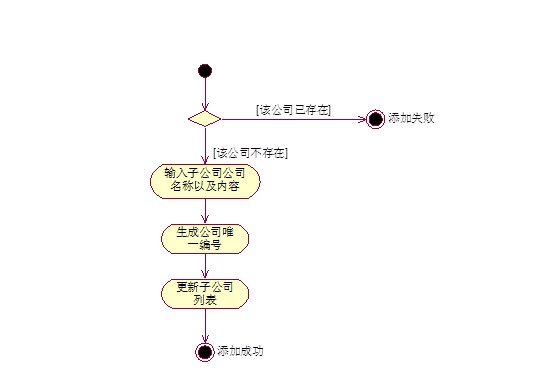 [该公司已存在]
添加失败
[该公司不存在]
输入子公司公司
名称以及内容
生成公司唯
一编号
更新子公司
列表
添加成功